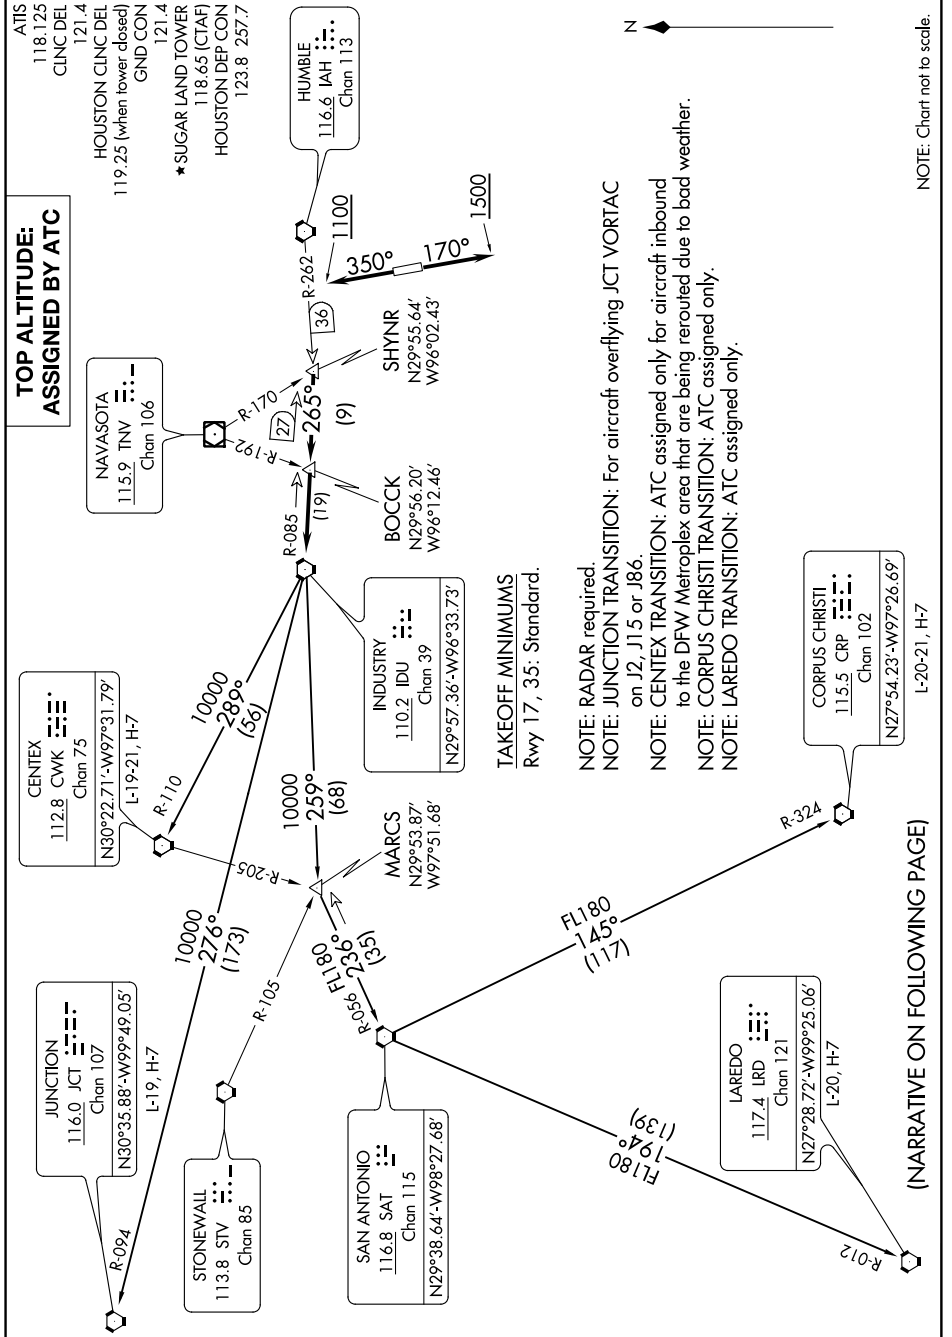 TOP ALTITUDE:
ASSIGNED BY ATC
ATIS
118.125
CLNC DEL
121.4
HOUSTON CLNC DEL
119.25 (when tower closed)
GND CON
121.4
★ SUGAR LAND TOWER
118.65 (CTAF)
HOUSTON DEP CON
123.8 257.7
JUNCTION
116.0 JCT
Chan 107
N30°35.88'-W99°49.05'
L-19, H-7
R-094
10000
276°
(173)
CENTEX
112.8 CWK
Chan 75
N30°22.71'-W97°31.79'
L-19-21, H-7
R-110
10000
289°
(56)
R-205
NAVASOTA
115.9 TNV
Chan 106
R-170
R-192
27
HUMBLE
116.6 IAH
Chan 113
R-262
36
1100
350°
170°
1500
SHYNR
N29°55.64'
W96°02.43'
265°
(9)
BOCCK
N29°56.20'
W96°12.46'
R-085
(19)
INDUSTRY
110.2 IDU
Chan 39
N29°57.36'-W96°33.73'
10000
259°
(68)
MARCS
N29°53.87'
W97°51.68'
STONEWALL
113.8 STV
Chan 85
R-105
FL180
236°
(35)
R-056
SAN ANTONIO
116.8 SAT
Chan 115
N29°38.64'-W98°27.68'
FL180
145°
(117)
R-324
CORPUS CHRISTI
115.5 CRP
Chan 102
N27°54.23'-W97°26.69'
L-20-21, H-7
FL180
194°
(139)
R-012
LAREDO
117.4 LRD
Chan 121
N27°28.72'-W99°25.06'
L-20, H-7
TAKEOFF MINIMUMS
Rwy 17, 35: Standard.
NOTE: RADAR required.
NOTE: JUNCTION TRANSITION: For aircraft overflying JCT VORTAC
on J2, J15 or J86.
NOTE: CENTEX TRANSITION: ATC assigned only for aircraft inbound
to the DFW Metroplex area that are being rerouted due to bad weather.
NOTE: CORPUS CHRISTI TRANSITION: ATC assigned only.
NOTE: LAREDO TRANSITION: ATC assigned only.
N
(NARRATIVE ON FOLLOWING PAGE)
NOTE: Chart not to scale.